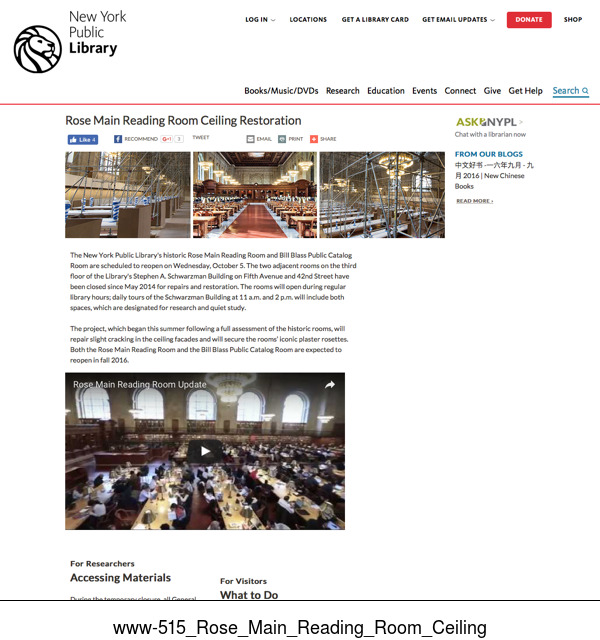 New York
Public
Library
LOG IN
LOCATIONS
GET A LIBRARY CARD
GET EMAIL UPDATES
DONATE
SHOP
Books/Music/DVDs Research Education Events Connect Give Get Help Search
Rose Main Reading Room Ceiling Restoration
Like 4 RECOMMEND G+1 3 TWEET EMAIL PRINT SHARE
ASK NYPL >
Chat with a librarian now
FROM OUR BLOGS
中文好书 -一六年九月 - 九
月 2016 | New Chinese
Books
READ MORE ›
The New York Public Library's historic Rose Main Reading Room and Bill Blass Public Catalog
Room are scheduled to reopen on Wednesday, October 5. The two adjacent rooms on the third
floor of the Library's Stephen A. Schwarzman Building on Fifth Avenue and 42nd Street have
been closed since May 2014 for repairs and restoration. The rooms will open during regular
library hours; daily tours of the Schwarzman Building at 11 a.m. and 2 p.m. will include both
spaces, which are designated for research and quiet study.
The project, which began this summer following a full assessment of the historic rooms, will
repair slight cracking in the ceiling facades and will secure the rooms' iconic plaster rosettes.
Both the Rose Main Reading Room and the Bill Blass Public Catalog Room are expected to
reopen in fall 2016.
Rose Main Reading Room Update
For Researchers
Accessing Materials
During the temporary closure, all General
For Visitors
What to Do
www-515_Rose_Main_Reading_Room_Ceiling